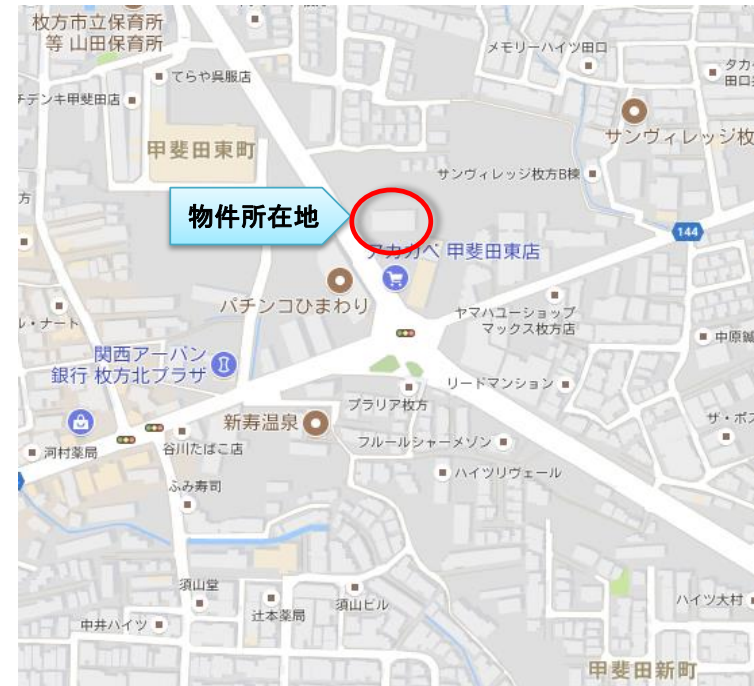 枚方市立保育所
等 山田保育所
メモリーハイツ田口
てらや呉服店
タカ
田口
チデンキ甲斐田店
サンヴィレッジ枚
甲斐田東町
サンヴィレッジ枚方B棟
方
物件所在地
144
アカカベ 甲斐田東店
パチンコひまわり
ヤマハユーショップ
マックス枚方店
ル・ナート
中原鍼
関西アーバン
銀行 枚方北プラザ
リードマンション
ブラリア枚方
ザ・ボス
新寿温泉
河村薬局
谷川たばこ店
フルールシャーメゾン
ハイツリヴェール
ふみ寿司
須山堂
辻本薬局
須山ビル
ハイツ大村
中井ハイツ
甲斐田新町